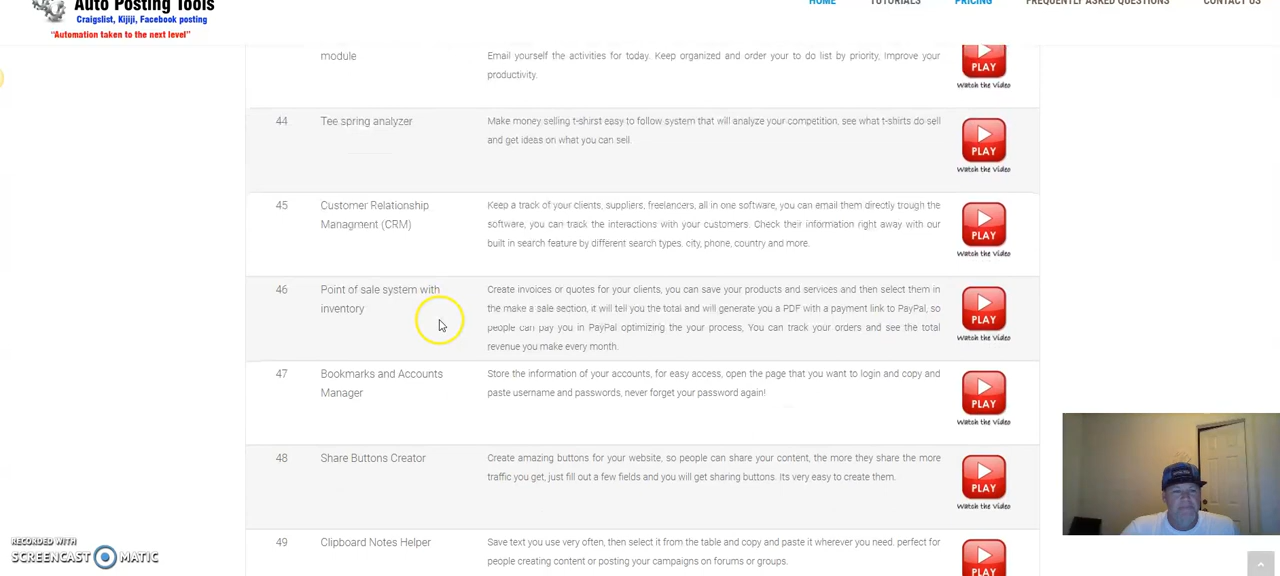 Auto Posting Tools
Craigslist, Kijiji, Facebook posting
"Automation taken to the next level"
HOME TUTORIALS PRICING FREQUENTLY ASKED QUESTIONS CONTACT US
module
Email yourself the activities for today. Keep organized and order your to do list by priority, Improve your
productivity.
PLAY
Watch the Video
44
Tee spring analyzer
Make money selling t-shirst easy to follow system that will analyze your competition, see what t-shirts do sell
and get ideas on what you can sell.
PLAY
Watch the Video
45
Customer Relationship
Managment (CRM)
Keep a track of your clients, suppliers, freelancers, all in one software, you can email them directly trough the
software, you can track the interactions with your customers. Check their information right away with our
built in search feature by different search types. city, phone, country and more.
PLAY
Watch the Video
46
Point of sale system with
inventory
Create invoices or quotes for your clients, you can save your products and services and then select them in
the make a sale section, it will tell you the total and will generate you a PDF with a payment link to PayPal, so
people can pay you in PayPal optimizing the your process, You can track your orders and see the total
revenue you make every month.
PLAY
Watch the Video
47
Bookmarks and Accounts
Manager
Store the information of your accounts, for easy access, open the page that you want to login and copy and
paste username and passwords, never forget your password again!
PLAY
Watch the Video
48
Share Buttons Creator
Create amazing buttons for your website, so people can share your content, the more they share the more
traffic you get, just fill out a few fields and you will get sharing buttons. Its very easy to create them.
PLAY
Watch the Video
49
Clipboard Notes Helper
Save text you use very often, then select it from the table and copy and paste it wherever you need. perfect for
people creating content or posting your campaigns on forums or groups.
PLAY
RECORDED WITH
SCREENCAST MATIC